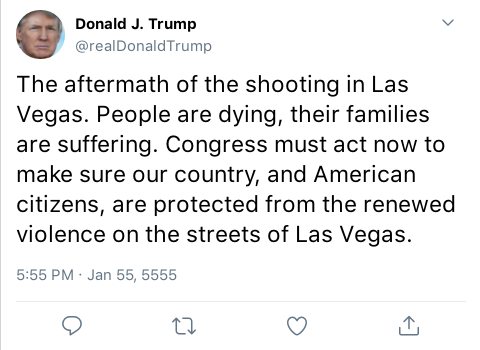 Donald J. Trump
@realDonaldTrump
The aftermath of the shooting in Las
Vegas. People are dying, their families
are suffering. Congress must act now to
make sure our country, and American
citizens, are protected from the renewed
violence on the streets of Las Vegas.
5:55 PM · Jan 55, 5555